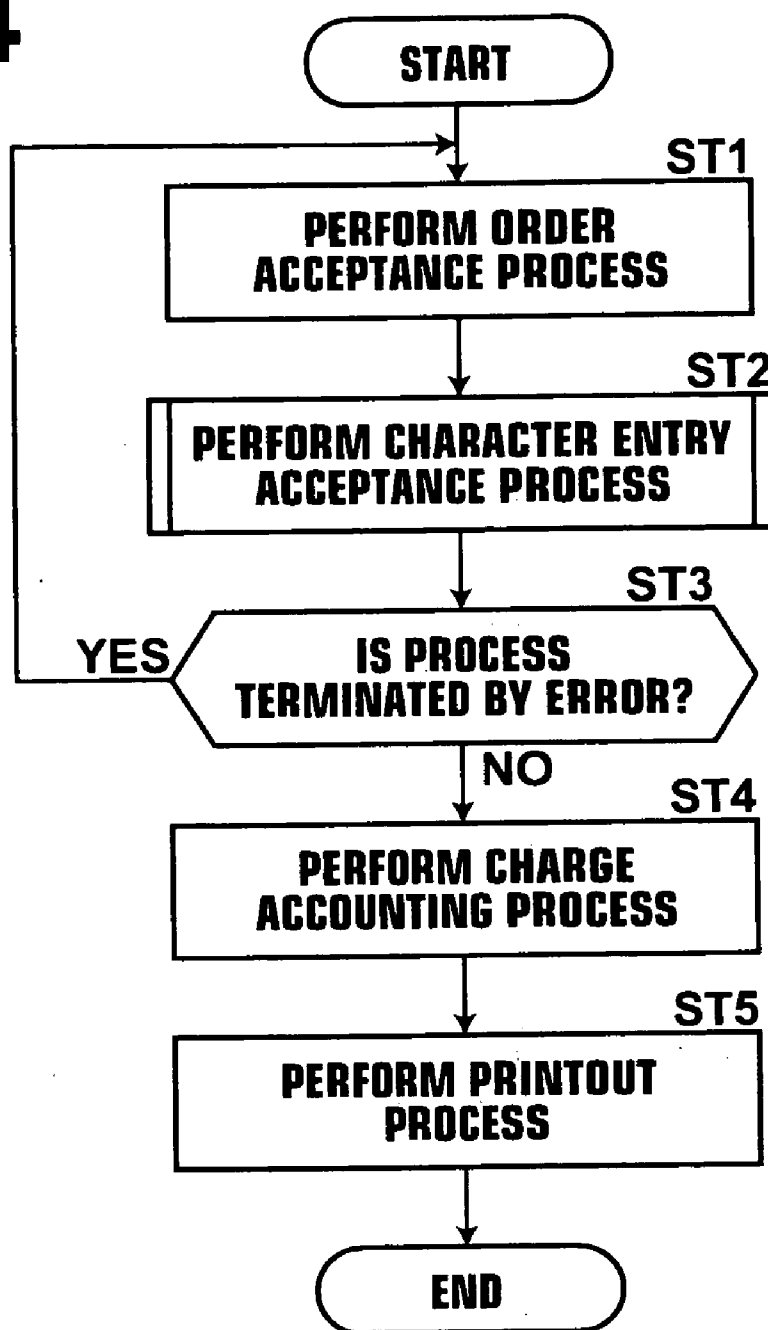 4
START
ST1
PERFORM ORDER
ACCEPTANCE PROCESS
ST2
PERFORM CHARACTER ENTRY
ACCEPTANCE PROCESS
ST3
YES
IS PROCESS
TERMINATED BY ERROR?
NO
ST4
PERFORM CHARGE
ACCOUNTING PROCESS
ST5
PERFORM PRINTOUT
PROCESS
END